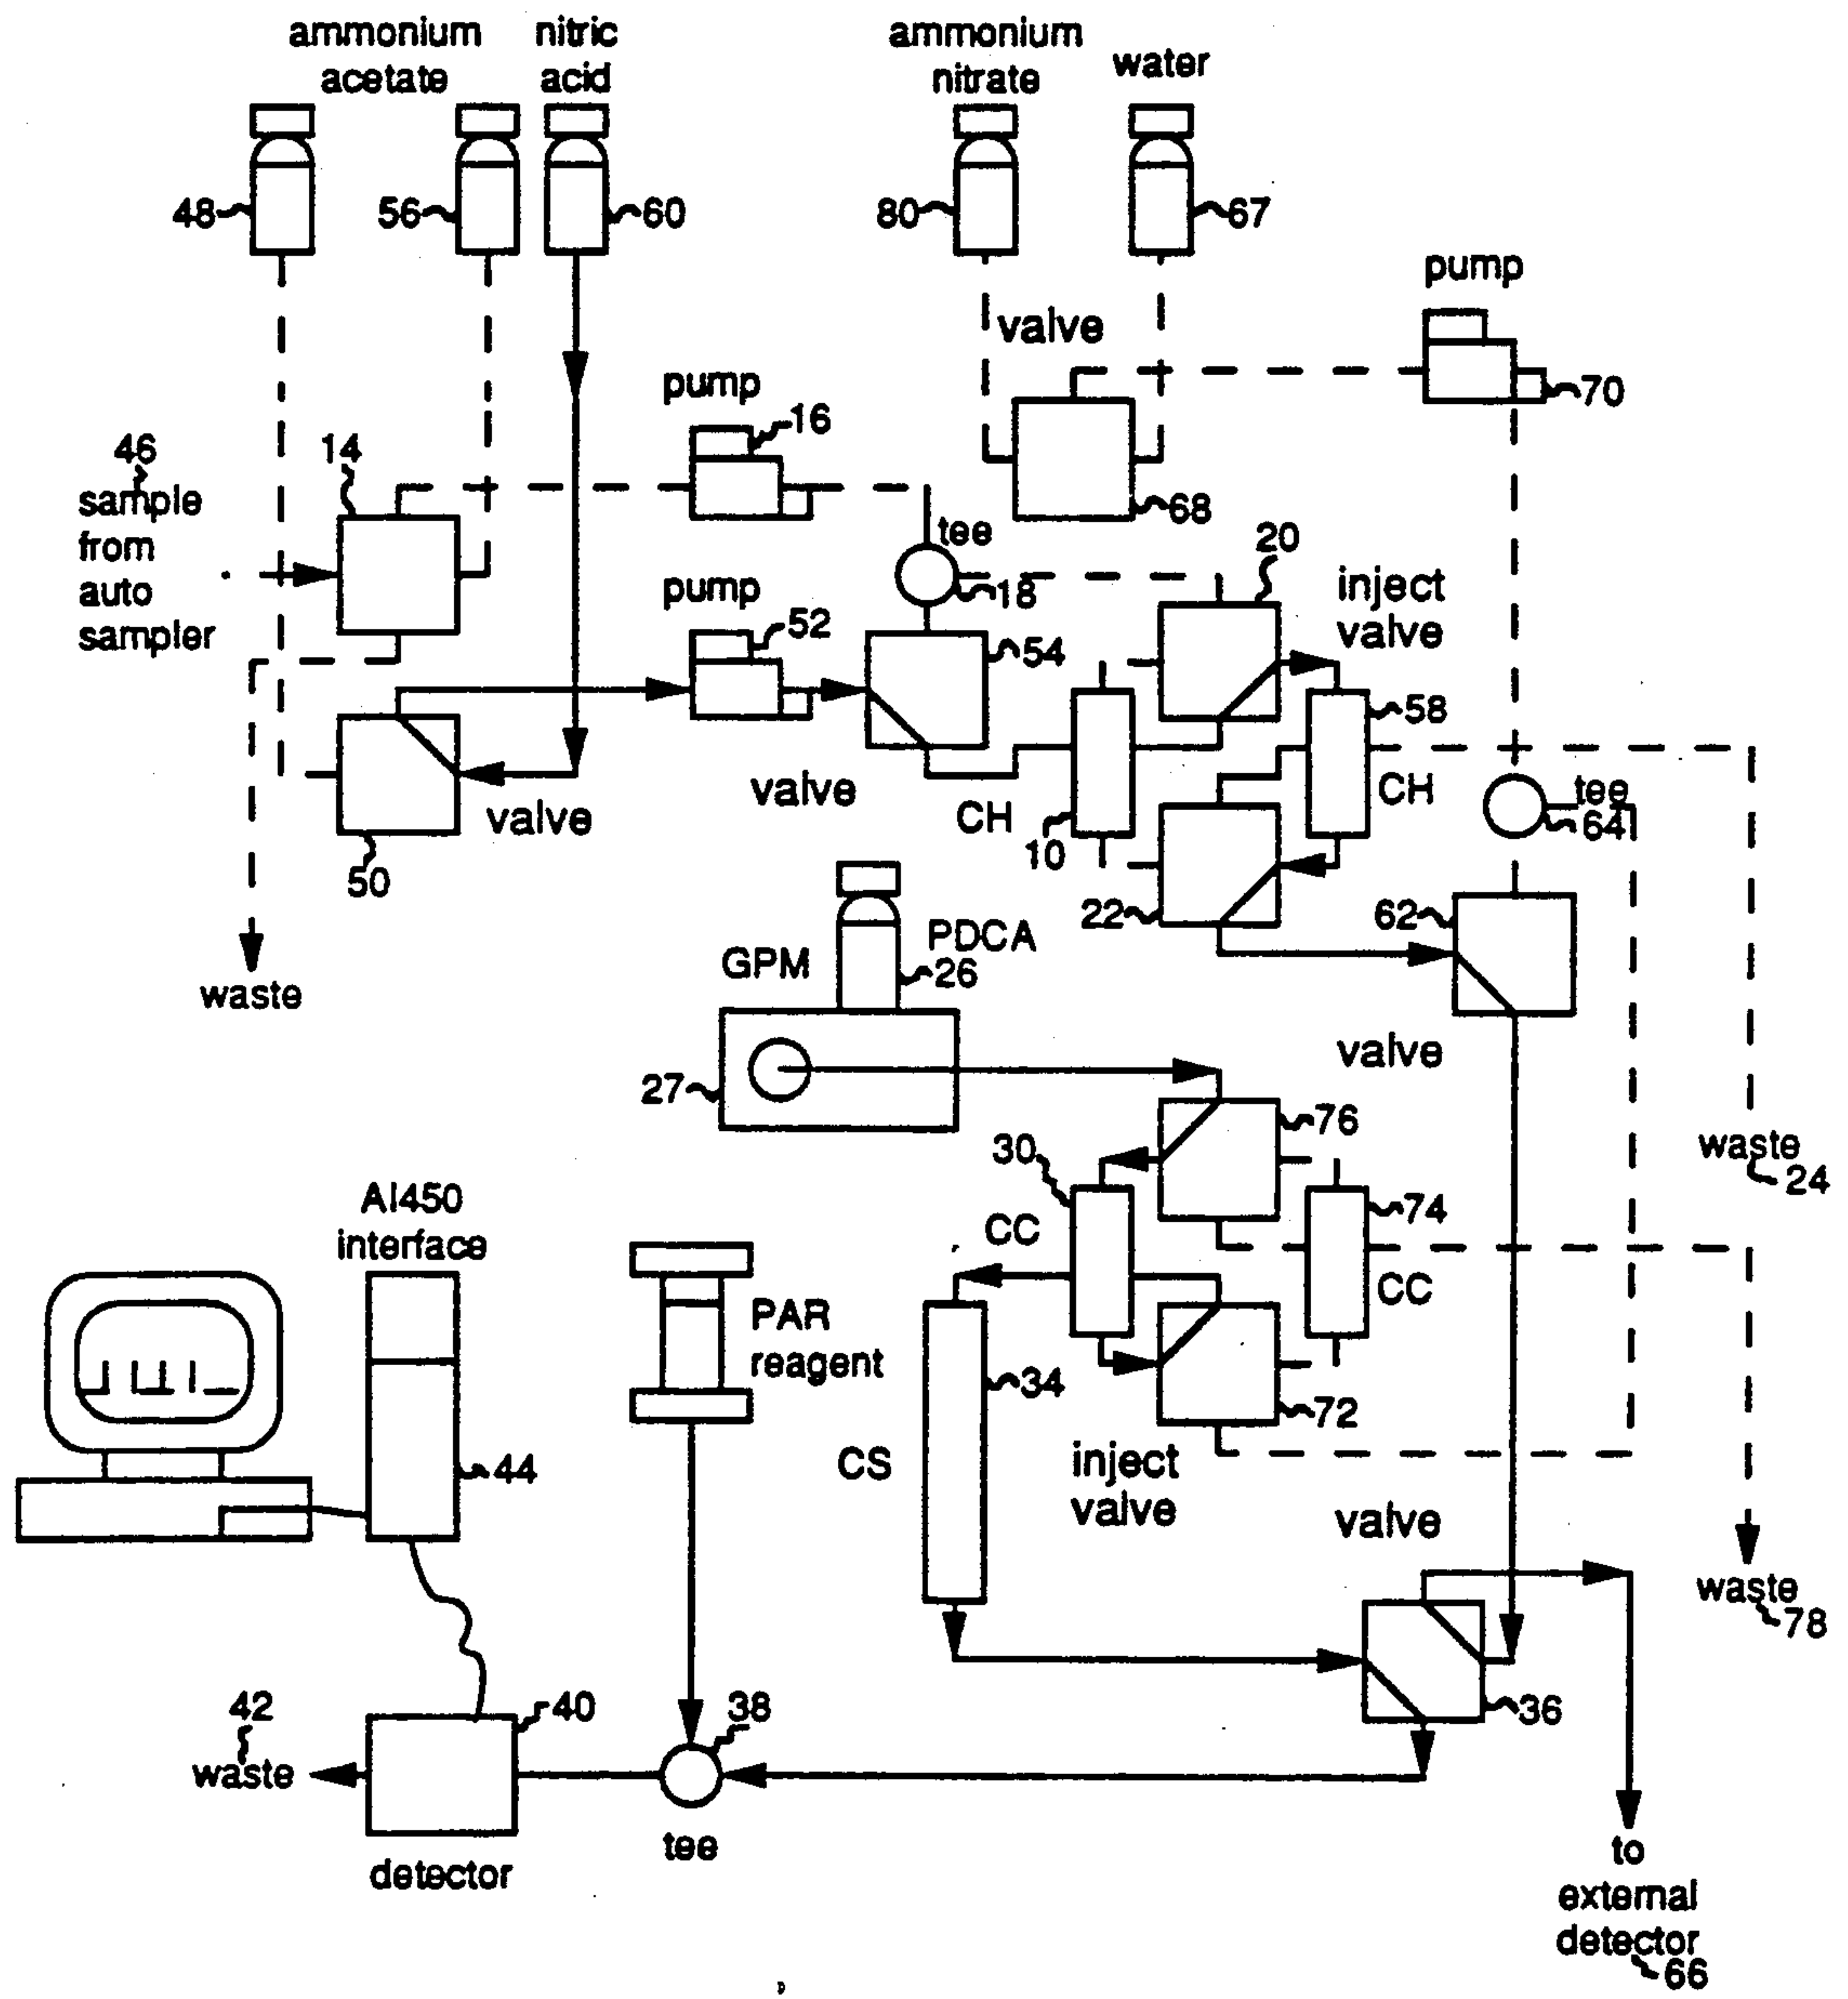 ammonium
acetate
nitric
acid
ammonium
nitrate
water
48
56
60
80
67
pump
valve
70
pump
16
46
sample
from
auto
sampler
14
68
tee
18
20
inject
valve
pump
52
54
58
valve
50
valve
CH
10
CH
tee
64
22
62
waste
GPM
PDCA
26
27
valve
76
30
waste
24
CC
74
CC
AI450
interface
PAR
reagent
34
72
44
CS
inject
valve
valve
waste
78
36
42
waste
40
38
tee
detector
to
external
detector
66